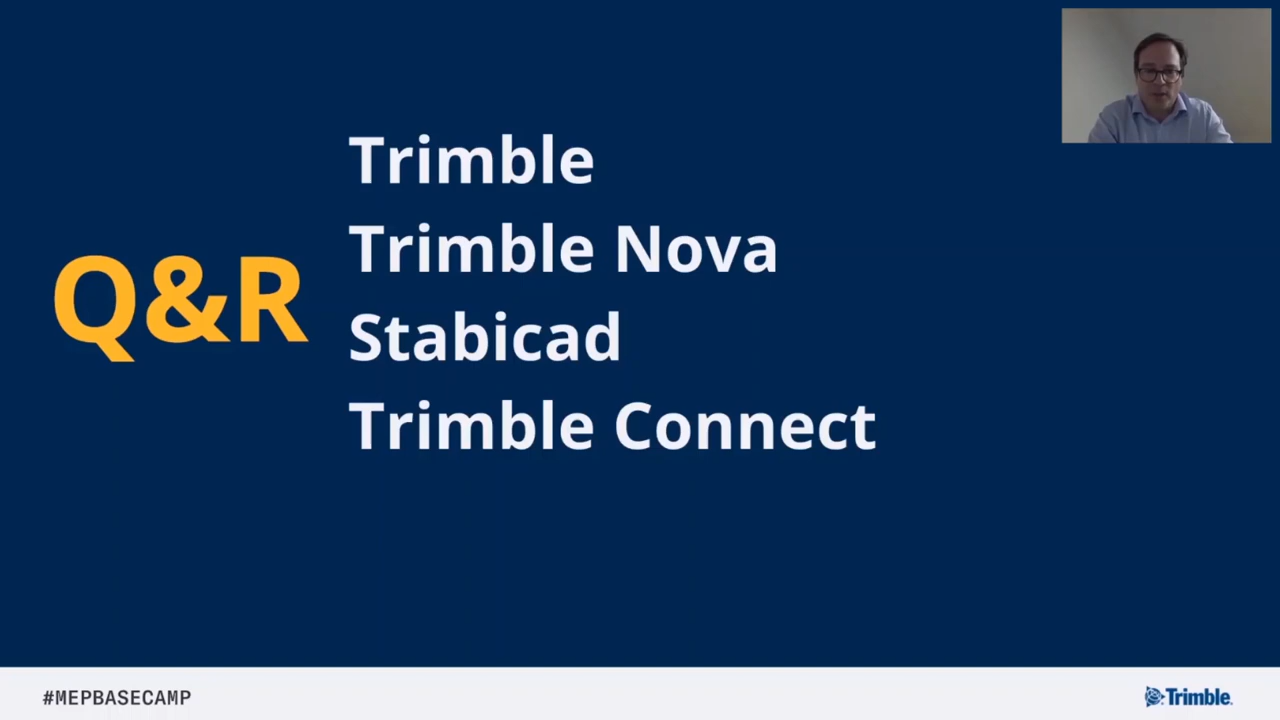 Q&R
Trimble
Trimble Nova
Stabicad
Trimble Connect
#MEPBASECAMP
Trimble